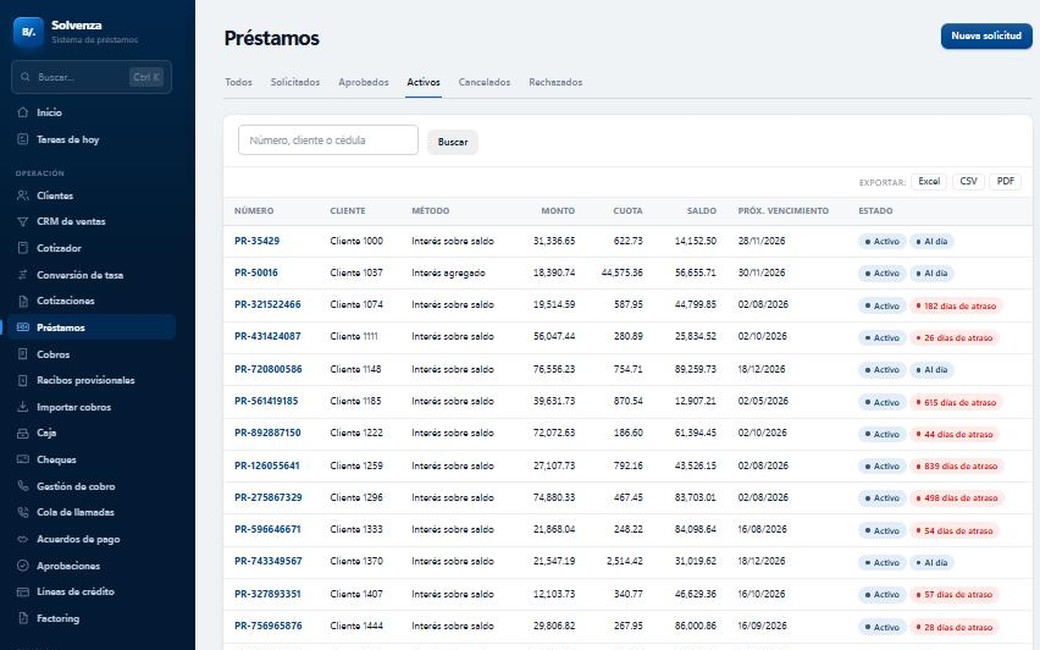 B/.
Solvenza
Sistema de préstamos
Buscar...
Ctrl K
Inicio
Tareas de hoy
OPERACIÓN
Clientes
CRM de ventas
Cotizador
Conversión de tasa
Cotizaciones
Préstamos
Cobros
Recibos provisionales
Importar cobros
Caja
Cheques
Gestión de cobro
Cola de llamadas
Acuerdos de pago
Aprobaciones
Líneas de crédito
Factoring
Préstamos
Nueva solicitud
Todos Solicitados Aprobados Activos Cancelados Rechazados
Número, cliente o cédula Buscar
EXPORTAR: Excel CSV PDF
NÚMERO CLIENTE MÉTODO MONTO CUOTA SALDO PRÓX. VENCIMIENTO ESTADO
PR-35429 Cliente 1000 Interés sobre saldo 31,336.65 622.73 14,152.50 28/11/2026 Activo Al día
PR-50016 Cliente 1037 Interés agregado 18,390.74 44,575.36 56,655.71 30/11/2026 Activo Al día
PR-321522466 Cliente 1074 Interés sobre saldo 19,514.59 587.95 44,799.85 02/08/2026 Activo 182 días de atraso
PR-431424087 Cliente 1111 Interés sobre saldo 56,047.44 280.89 25,834.52 02/10/2026 Activo 26 días de atraso
PR-720800586 Cliente 1148 Interés sobre saldo 76,556.23 754.71 89,259.73 18/12/2026 Activo Al día
PR-561419185 Cliente 1185 Interés sobre saldo 39,631.73 870.54 12,907.21 02/05/2026 Activo 615 días de atraso
PR-892887150 Cliente 1222 Interés sobre saldo 72,072.63 186.60 61,394.45 02/10/2026 Activo 44 días de atraso
PR-126055641 Cliente 1259 Interés sobre saldo 27,107.73 792.16 43,526.15 02/08/2026 Activo 839 días de atraso
PR-275867329 Cliente 1296 Interés sobre saldo 74,880.33 467.45 83,703.01 02/08/2026 Activo 498 días de atraso
PR-596646671 Cliente 1333 Interés sobre saldo 21,868.04 248.22 84,098.64 16/08/2026 Activo 54 días de atraso
PR-743349567 Cliente 1370 Interés sobre saldo 21,547.19 2,514.42 31,019.62 18/12/2026 Activo Al día
PR-327893351 Cliente 1407 Interés sobre saldo 12,103.73 340.77 46,629.36 16/10/2026 Activo 57 días de atraso
PR-756965876 Cliente 1444 Interés sobre saldo 29,806.82 267.95 86,000.86 16/09/2026 Activo 28 días de atraso